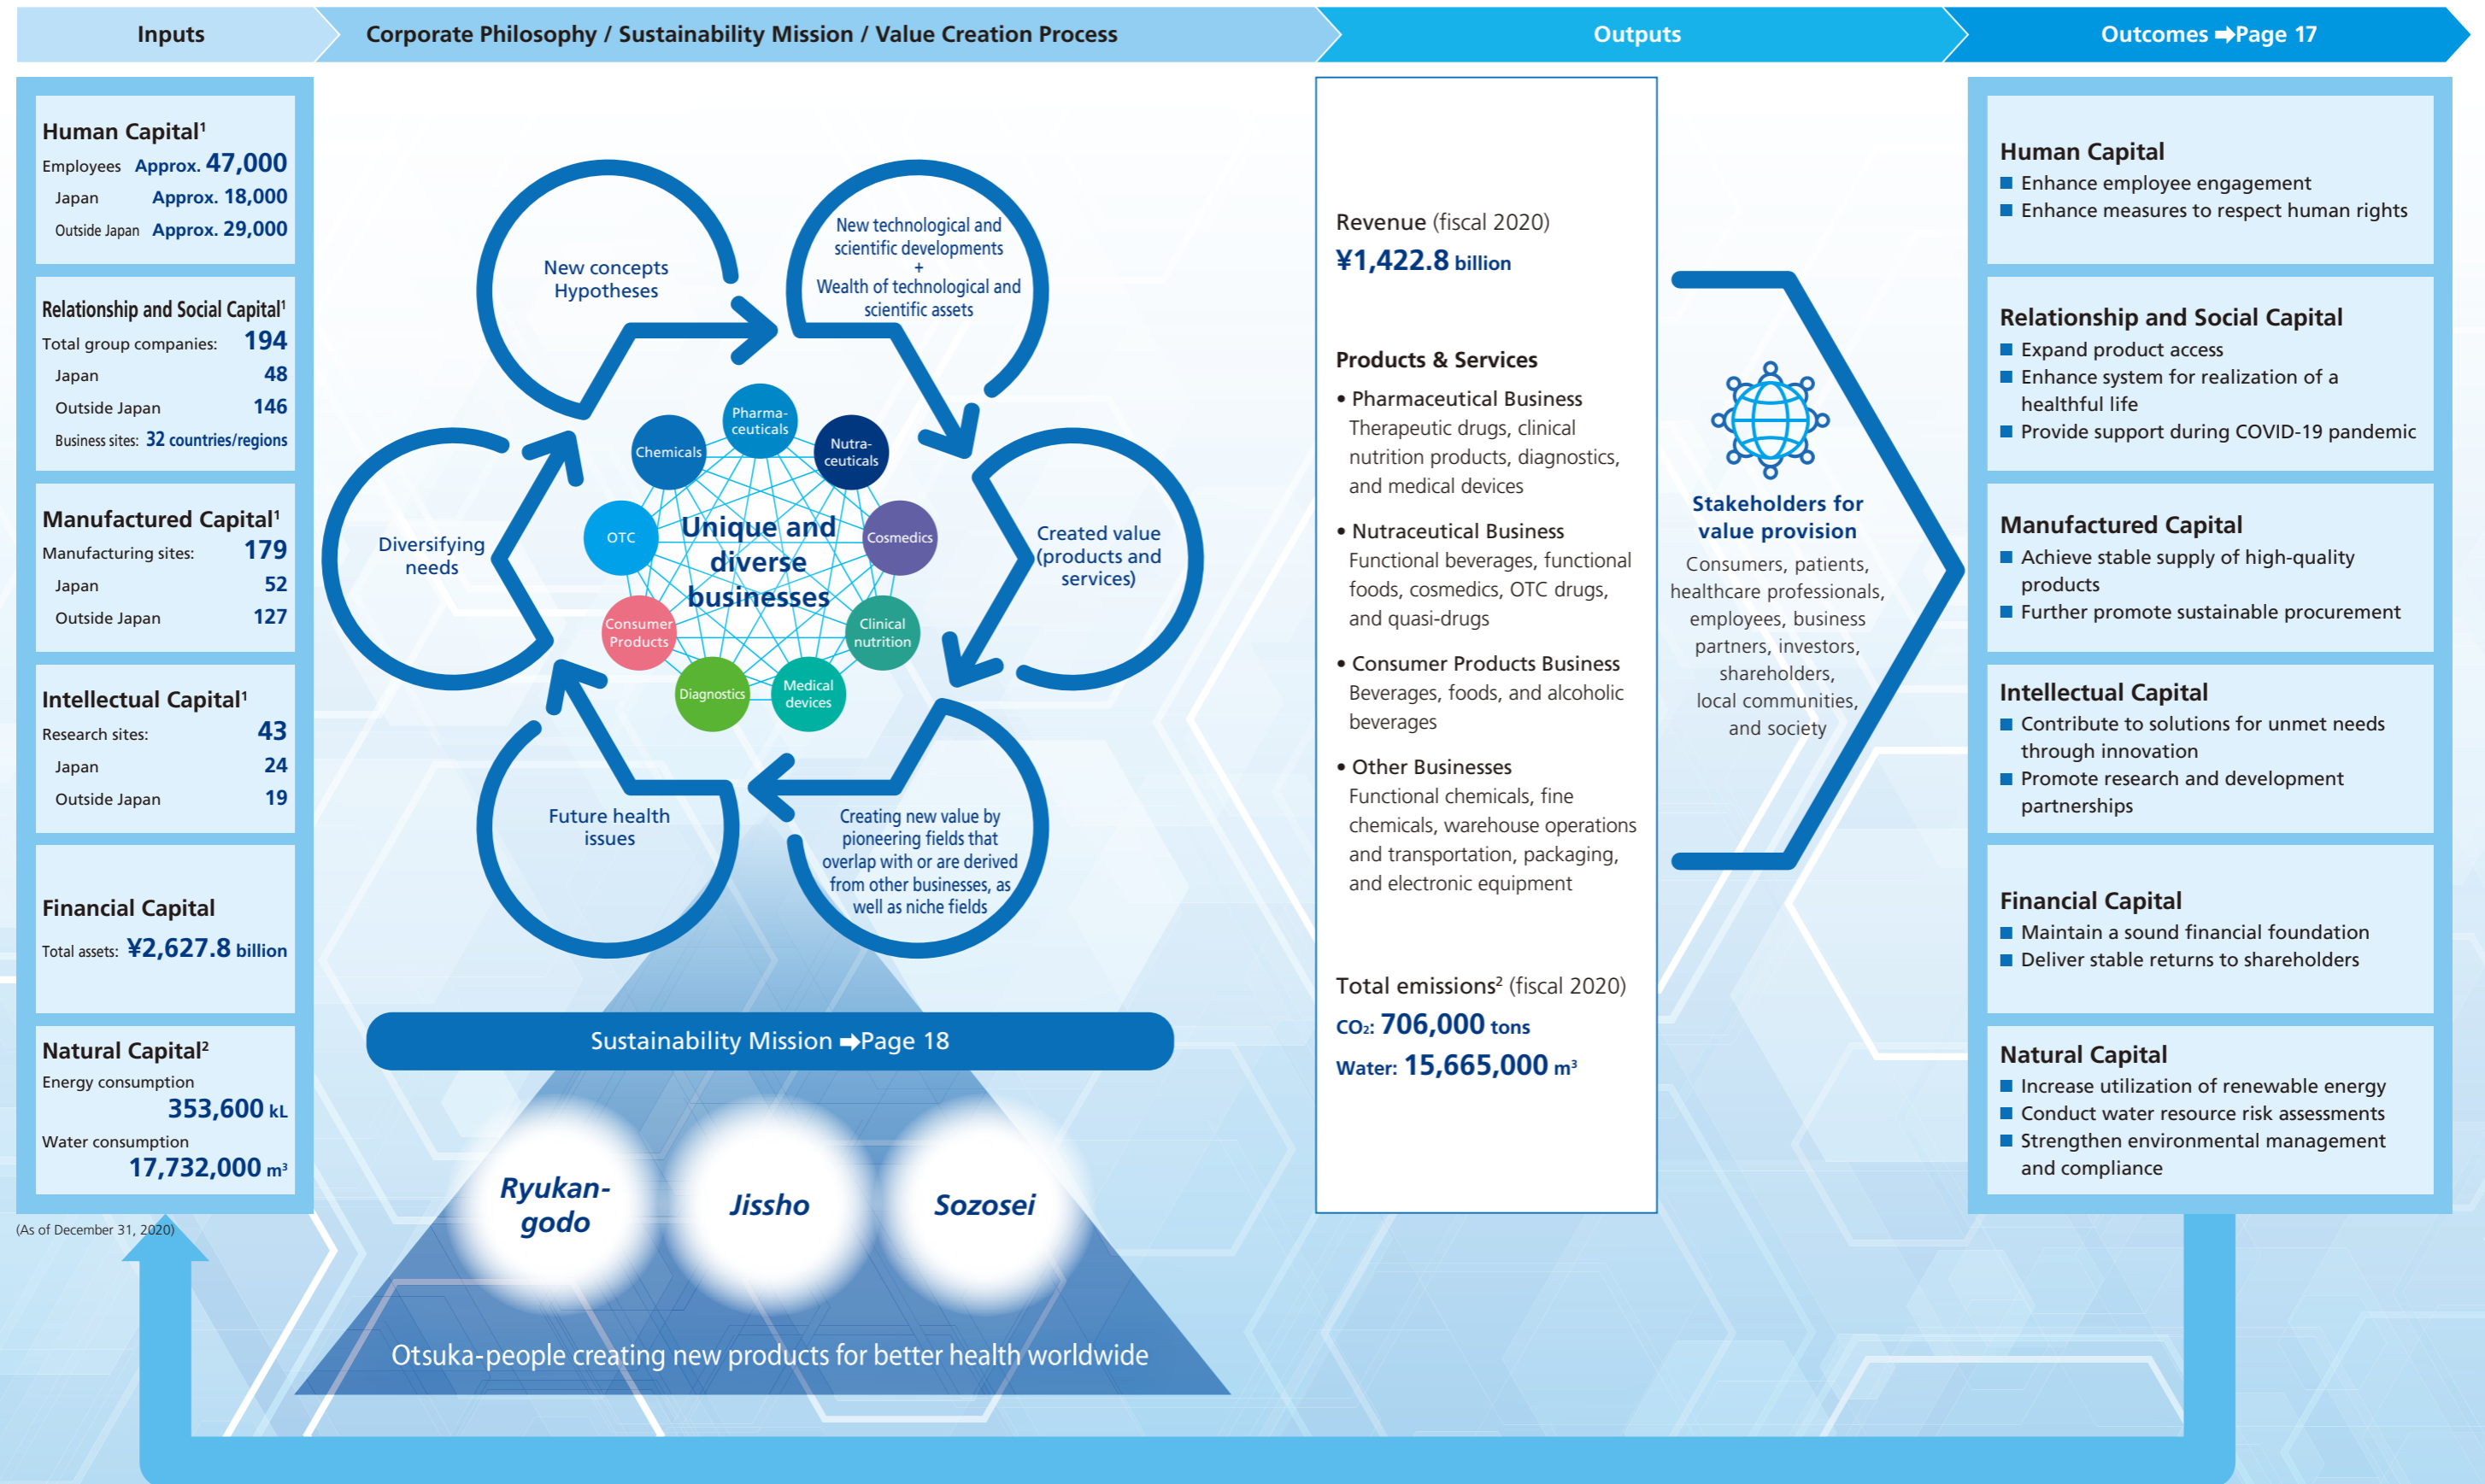 Inputs
Corporate Philosophy / Sustainability Mission / Value Creation Process
Outputs
Outcomes ➡Page 17
Human Capital¹
Employees Approx. 47,000
Japan Approx. 18,000
Outside Japan Approx. 29,000
Relationship and Social Capital¹
Total group companies: 194
Japan 48
Outside Japan 146
Business sites: 32 countries/regions
Manufactured Capital¹
Manufacturing sites: 179
Japan 52
Outside Japan 127
Intellectual Capital¹
Research sites: 43
Japan 24
Outside Japan 19
Financial Capital
Total assets: ¥2,627.8 billion
Natural Capital²
Energy consumption
353,600 kL
Water consumption
17,732,000 m³
(As of December 31, 2020)
New concepts
Hypotheses
New technological and
scientific developments
+
Wealth of technological and
scientific assets
Created value
(products and
services)
Creating new value by
pioneering fields that
overlap with or are derived
from other businesses, as
well as niche fields
Future health
issues
Diversifying
needs
Pharma-
ceuticals
Nutra-
ceuticals
Cosmedics
Clinical
nutrition
Medical
devices
Diagnostics
Consumer
Products
OTC
Chemicals
Unique and
diverse
businesses
Sustainability Mission ➡Page 18
Ryukan-
godo
Jissho
Sozosei
Otsuka-people creating new products for better health worldwide
Revenue (fiscal 2020)
¥1,422.8 billion
Products & Services
• Pharmaceutical Business
Therapeutic drugs, clinical
nutrition products, diagnostics,
and medical devices
• Nutraceutical Business
Functional beverages, functional
foods, cosmedics, OTC drugs,
and quasi-drugs
• Consumer Products Business
Beverages, foods, and alcoholic
beverages
• Other Businesses
Functional chemicals, fine
chemicals, warehouse operations
and transportation, packaging,
and electronic equipment
Total emissions² (fiscal 2020)
CO₂: 706,000 tons
Water: 15,665,000 m³
Stakeholders for
value provision
Consumers, patients,
healthcare professionals,
employees, business
partners, investors,
shareholders,
local communities,
and society
Human Capital
■ Enhance employee engagement
■ Enhance measures to respect human rights
Relationship and Social Capital
■ Expand product access
■ Enhance system for realization of a
healthful life
■ Provide support during COVID-19 pandemic
Manufactured Capital
■ Achieve stable supply of high-quality
products
■ Further promote sustainable procurement
Intellectual Capital
■ Contribute to solutions for unmet needs
through innovation
■ Promote research and development
partnerships
Financial Capital
■ Maintain a sound financial foundation
■ Deliver stable returns to shareholders
Natural Capital
■ Increase utilization of renewable energy
■ Conduct water resource risk assessments
■ Strengthen environmental management
and compliance